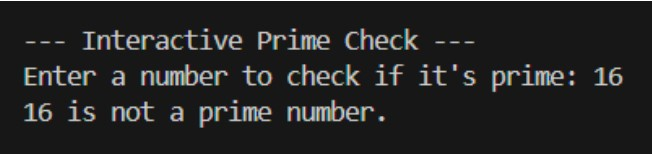 --- Interactive Prime Check ---
Enter a number to check if it's prime: 16
16 is not a prime number.